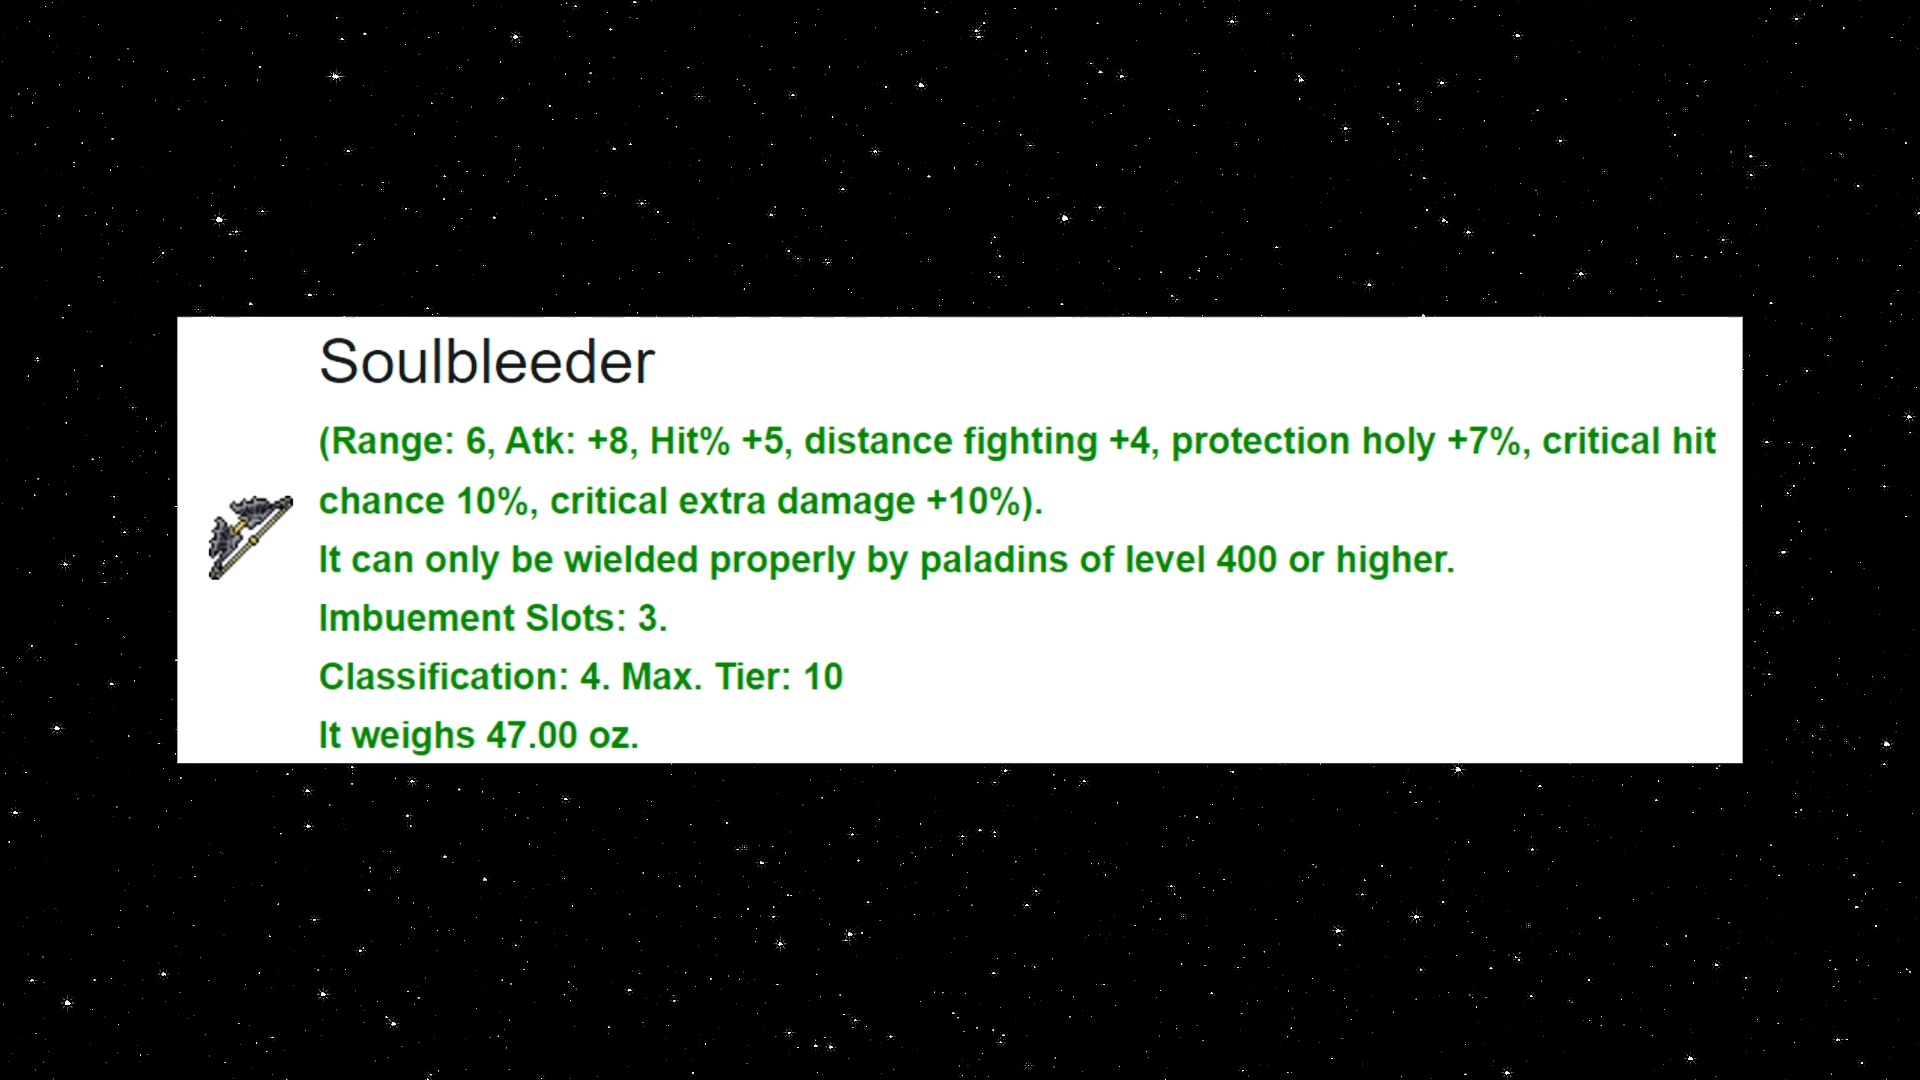 Soulbleeder
(Range: 6, Atk: +8, Hit% +5, distance fighting +4, protection holy +7%, critical hit
chance 10%, critical extra damage +10%).
It can only be wielded properly by paladins of level 400 or higher.
Imbuement Slots: 3.
Classification: 4. Max. Tier: 10
It weighs 47.00 oz.